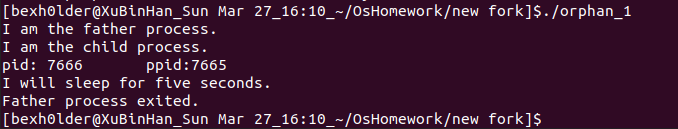 [bexh0lder@XuBinHan_Sun Mar 27_16:10_~/OsHomework/new fork]$./orphan_1
I am the father process.
I am the child process.
pid: 7666       ppid:7665
I will sleep for five seconds.
Father process exited.
[bexh0lder@XuBinHan_Sun Mar 27_16:10_~/OsHomework/new fork]$